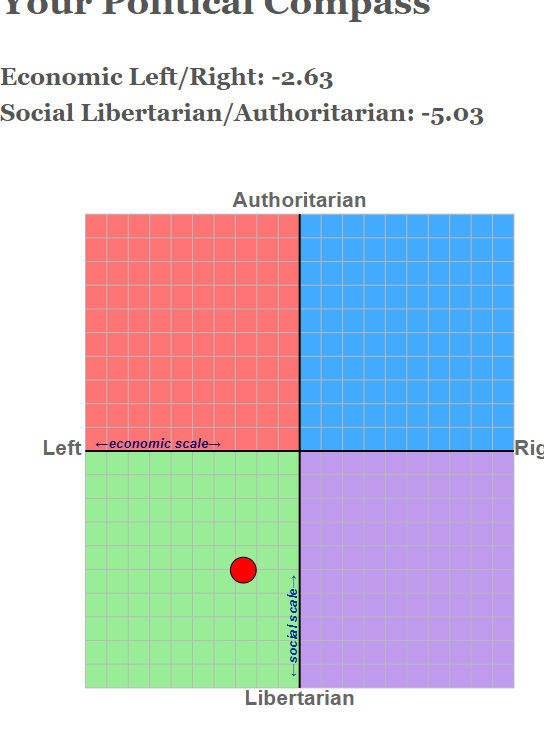 Your Political Compass
Economic Left/Right: -2.63
Social Libertarian/Authoritarian: -5.03
Authoritarian
←economic scale→
Left
Rig
←social scale→
Libertarian